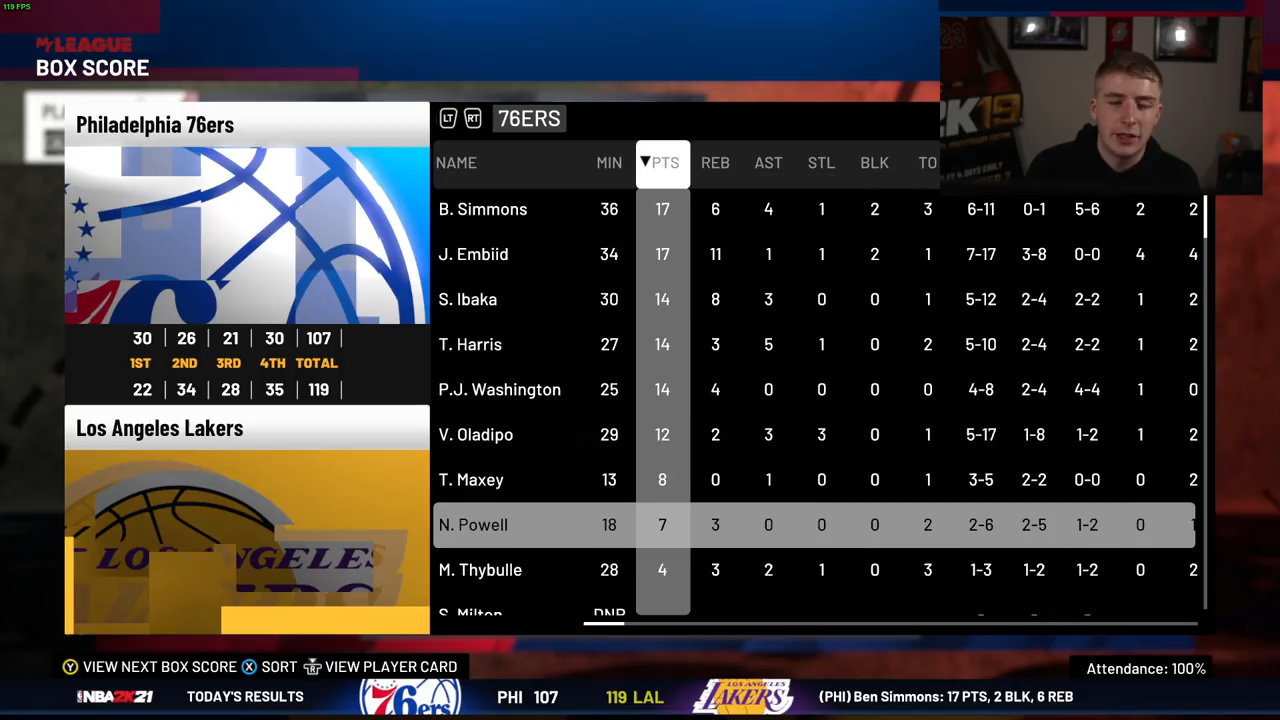 119 FPS
MyLEAGUE
BOX SCORE
Philadelphia 76ers
30 26 21 30 107
1ST 2ND 3RD 4TH TOTAL
22 34 28 35 119
Los Angeles Lakers
LOS ANGELES
LT RT 76ERS
NAME MIN PTS REB AST STL BLK TO
B. Simmons 36 17 6 4 1 2 3 6-11 0-1 5-6 2 2
J. Embiid 34 17 11 1 1 2 1 7-17 3-8 0-0 4 4
S. Ibaka 30 14 8 3 0 0 1 5-12 2-4 2-2 1 2
T. Harris 27 14 3 5 1 0 2 5-10 2-4 2-2 1 2
P.J. Washington 25 14 4 0 0 0 0 4-8 2-4 4-4 1 0
V. Oladipo 29 12 2 3 3 0 1 5-17 1-8 1-2 1 2
T. Maxey 13 8 0 1 0 0 1 3-5 2-2 0-0 0 2
N. Powell 18 7 3 0 0 0 2 2-6 2-5 1-2 0 1
M. Thybulle 28 4 3 2 1 0 3 1-3 1-2 1-2 0 2
S. Milton DNP - - -
K19
Y VIEW NEXT BOX SCORE X SORT R VIEW PLAYER CARD
Attendance: 100%
NBA2K21 TODAY'S RESULTS 76ers PHI 107 119 LAL LOS ANGELES LAKERS (PHI) Ben Simmons: 17 PTS, 2 BLK, 6 REB